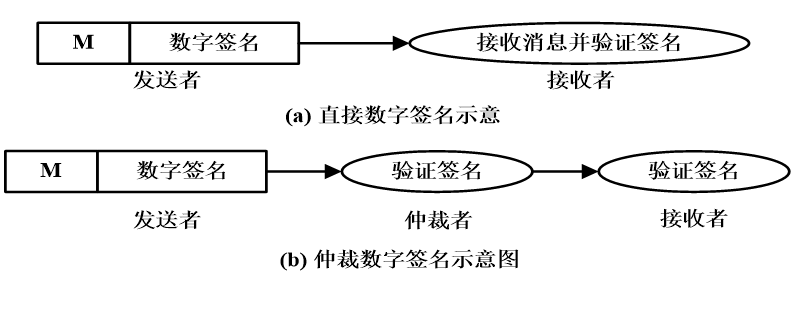 M 数字签名 接收消息并验证签名
发送者 接收者
(a) 直接数字签名示意
M 数字签名 验证签名 验证签名
发送者 仲裁者 接收者
(b) 仲裁数字签名示意图